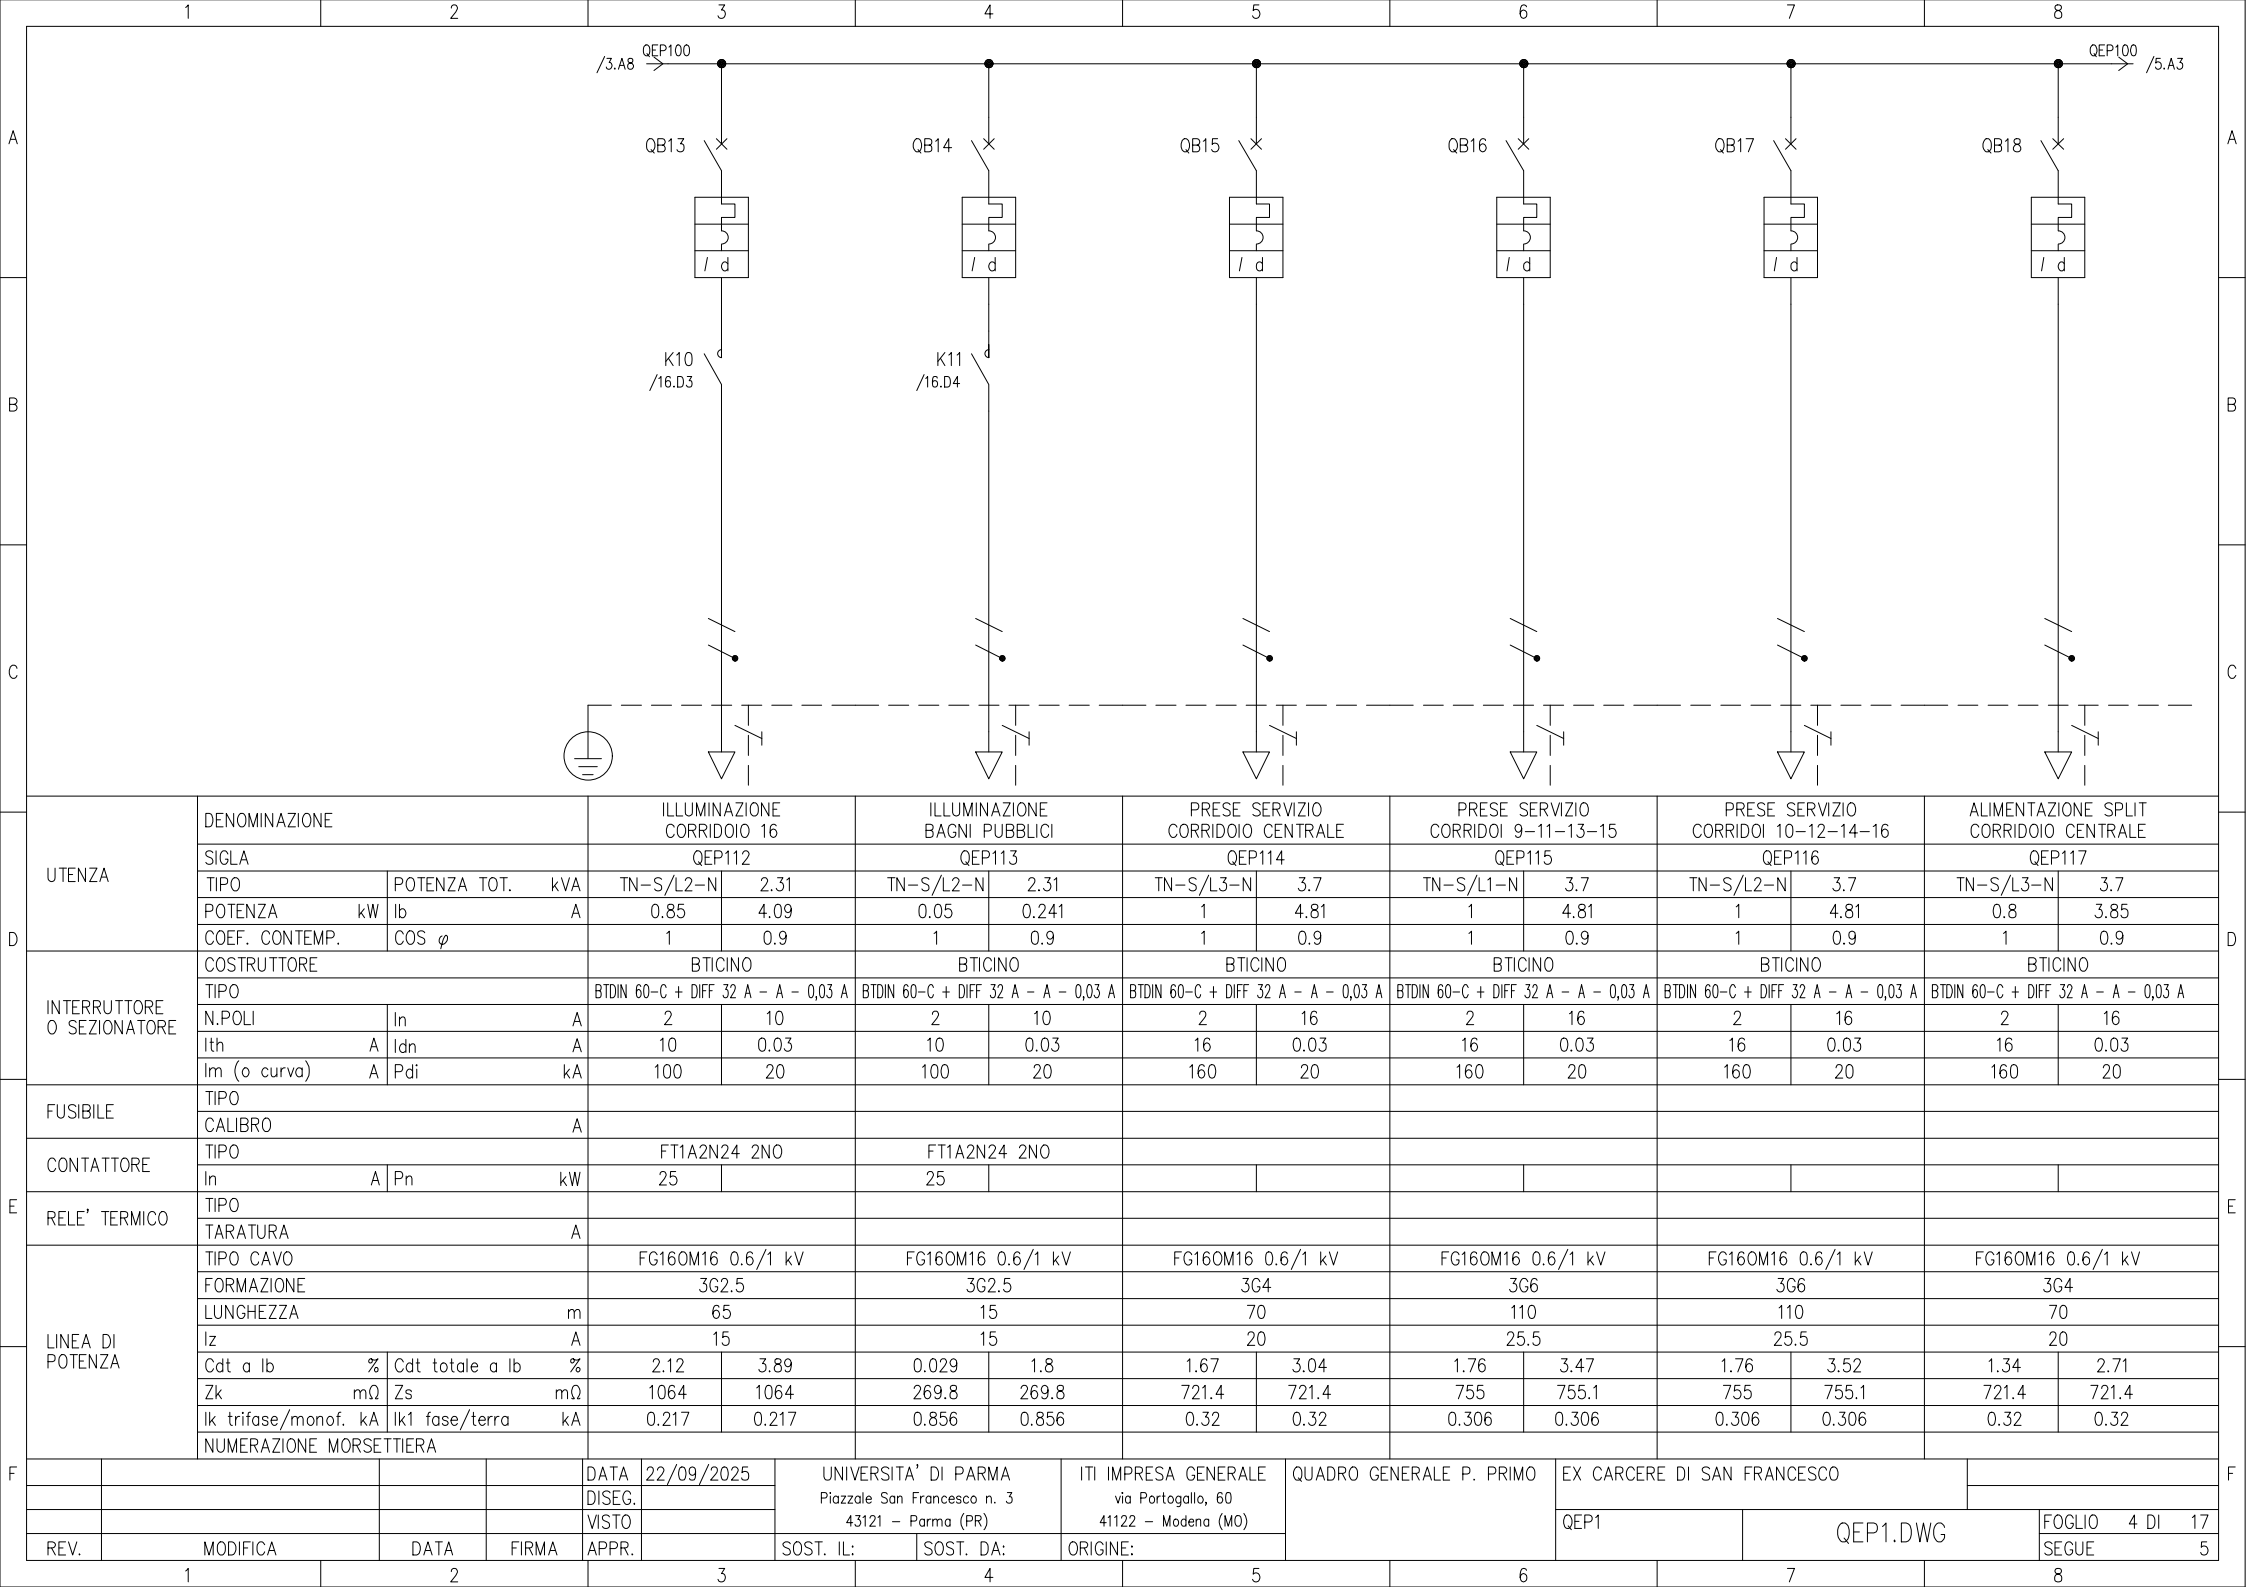 1 2 3 4 5 6 7 8
QEP100 QEP100
/3.A8 /5.A3
A A
QB13 QB14 QB15 QB16 QB17 QB18
I d I d I d I d I d I d
K10 K11
/16.D3 /16.D4
B B
C C
UTENZA
DENOMINAZIONE ILLUMINAZIONE CORRIDOIO 16 ILLUMINAZIONE BAGNI PUBBLICI PRESE SERVIZIO CORRIDOIO CENTRALE PRESE SERVIZIO CORRIDOI 9-11-13-15 PRESE SERVIZIO CORRIDOI 10-12-14-16 ALIMENTAZIONE SPLIT CORRIDOIO CENTRALE
SIGLA QEP112 QEP113 QEP114 QEP115 QEP116 QEP117
TIPO POTENZA TOT. kVA TN-S/L2-N 2.31 TN-S/L2-N 2.31 TN-S/L3-N 3.7 TN-S/L1-N 3.7 TN-S/L2-N 3.7 TN-S/L3-N 3.7
POTENZA kW Ib A 0.85 4.09 0.05 0.241 1 4.81 1 4.81 1 4.81 0.8 3.85
D COEF. CONTEMP. COS φ 1 0.9 1 0.9 1 0.9 1 0.9 1 0.9 1 0.9 D
INTERRUTTORE
O SEZIONATORE
COSTRUTTORE BTICINO BTICINO BTICINO BTICINO BTICINO BTICINO
TIPO BTDIN 60-C + DIFF 32 A - A - 0,03 A BTDIN 60-C + DIFF 32 A - A - 0,03 A BTDIN 60-C + DIFF 32 A - A - 0,03 A BTDIN 60-C + DIFF 32 A - A - 0,03 A BTDIN 60-C + DIFF 32 A - A - 0,03 A BTDIN 60-C + DIFF 32 A - A - 0,03 A
N.POLI In A 2 10 2 10 2 16 2 16 2 16 2 16
Ith A Idn A 10 0.03 10 0.03 16 0.03 16 0.03 16 0.03 16 0.03
Im (o curva) A Pdi kA 100 20 100 20 160 20 160 20 160 20 160 20
FUSIBILE
TIPO
CALIBRO A
CONTATTORE
TIPO FT1A2N24 2NO FT1A2N24 2NO
In A Pn kW 25 25
E RELE' TERMICO E
TIPO
TARATURA A
LINEA DI
POTENZA
TIPO CAVO FG16OM16 0.6/1 kV FG16OM16 0.6/1 kV FG16OM16 0.6/1 kV FG16OM16 0.6/1 kV FG16OM16 0.6/1 kV FG16OM16 0.6/1 kV
FORMAZIONE 3G2.5 3G2.5 3G4 3G6 3G6 3G4
LUNGHEZZA m 65 15 70 110 110 70
Iz A 15 15 20 25.5 25.5 20
Cdt a Ib % Cdt totale a Ib % 2.12 3.89 0.029 1.8 1.67 3.04 1.76 3.47 1.76 3.52 1.34 2.71
Zk mΩ Zs mΩ 1064 1064 269.8 269.8 721.4 721.4 755 755.1 755 755.1 721.4 721.4
Ik trifase/monof. kA Ik1 fase/terra kA 0.217 0.217 0.856 0.856 0.32 0.32 0.306 0.306 0.306 0.306 0.32 0.32
NUMERAZIONE MORSETTIERA
F DATA 22/09/2025 UNIVERSITA' DI PARMA ITI IMPRESA GENERALE QUADRO GENERALE P. PRIMO EX CARCERE DI SAN FRANCESCO F
DISEG. Piazzale San Francesco n. 3 via Portogallo, 60
VISTO 43121 - Parma (PR) 41122 - Modena (MO) QEP1 QEP1.DWG FOGLIO 4 DI 17
REV. MODIFICA DATA FIRMA APPR. SOST. IL: SOST. DA: ORIGINE: SEGUE 5
1 2 3 4 5 6 7 8